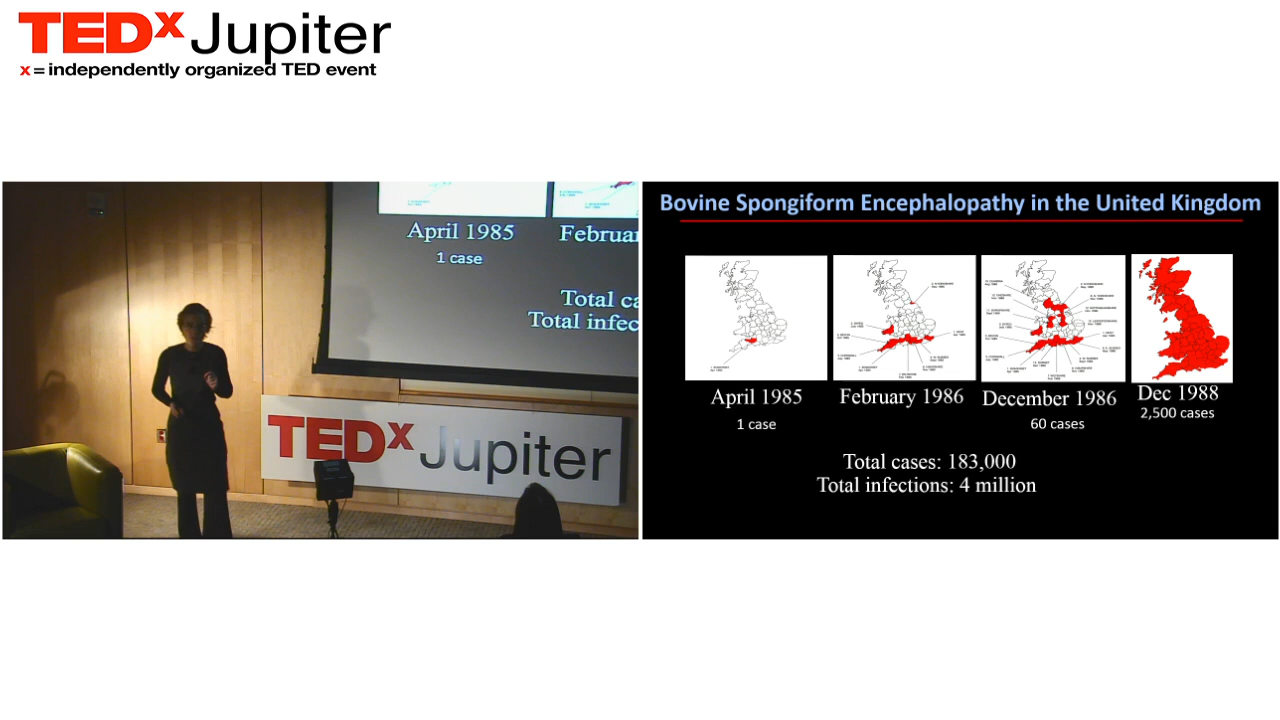 TEDx Jupiter
x = independently organized TED event
April 1985
1 case
Februa
Total ca
Total infec
TEDx Jupiter
Bovine Spongiform Encephalopathy in the United Kingdom
April 1985
1 case
February 1986
December 1986
60 cases
Dec 1988
2,500 cases
Total cases: 183,000
Total infections: 4 million